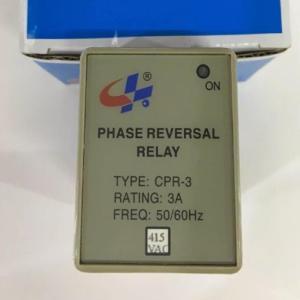 ®
ON
PHASE REVERSAL
RELAY
TYPE: CPR-3
RATING: 3A
FREQ: 50/60Hz
415
VAC